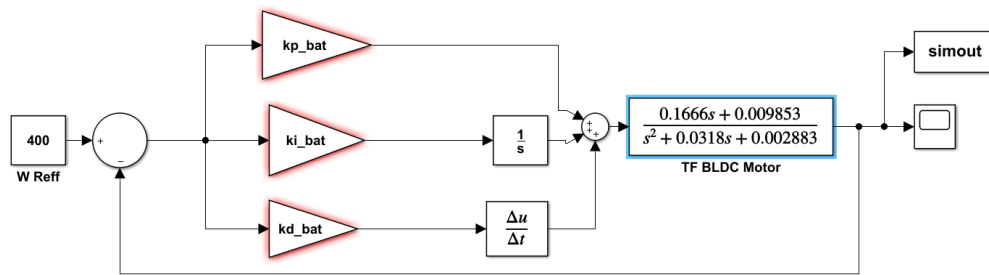 kp_bat
simout
400
+
−
W Reff
ki_bat
1
s
+
+
+
0.1666s + 0.009853
s² + 0.0318s + 0.002883
TF BLDC Motor
kd_bat
Δu
Δt